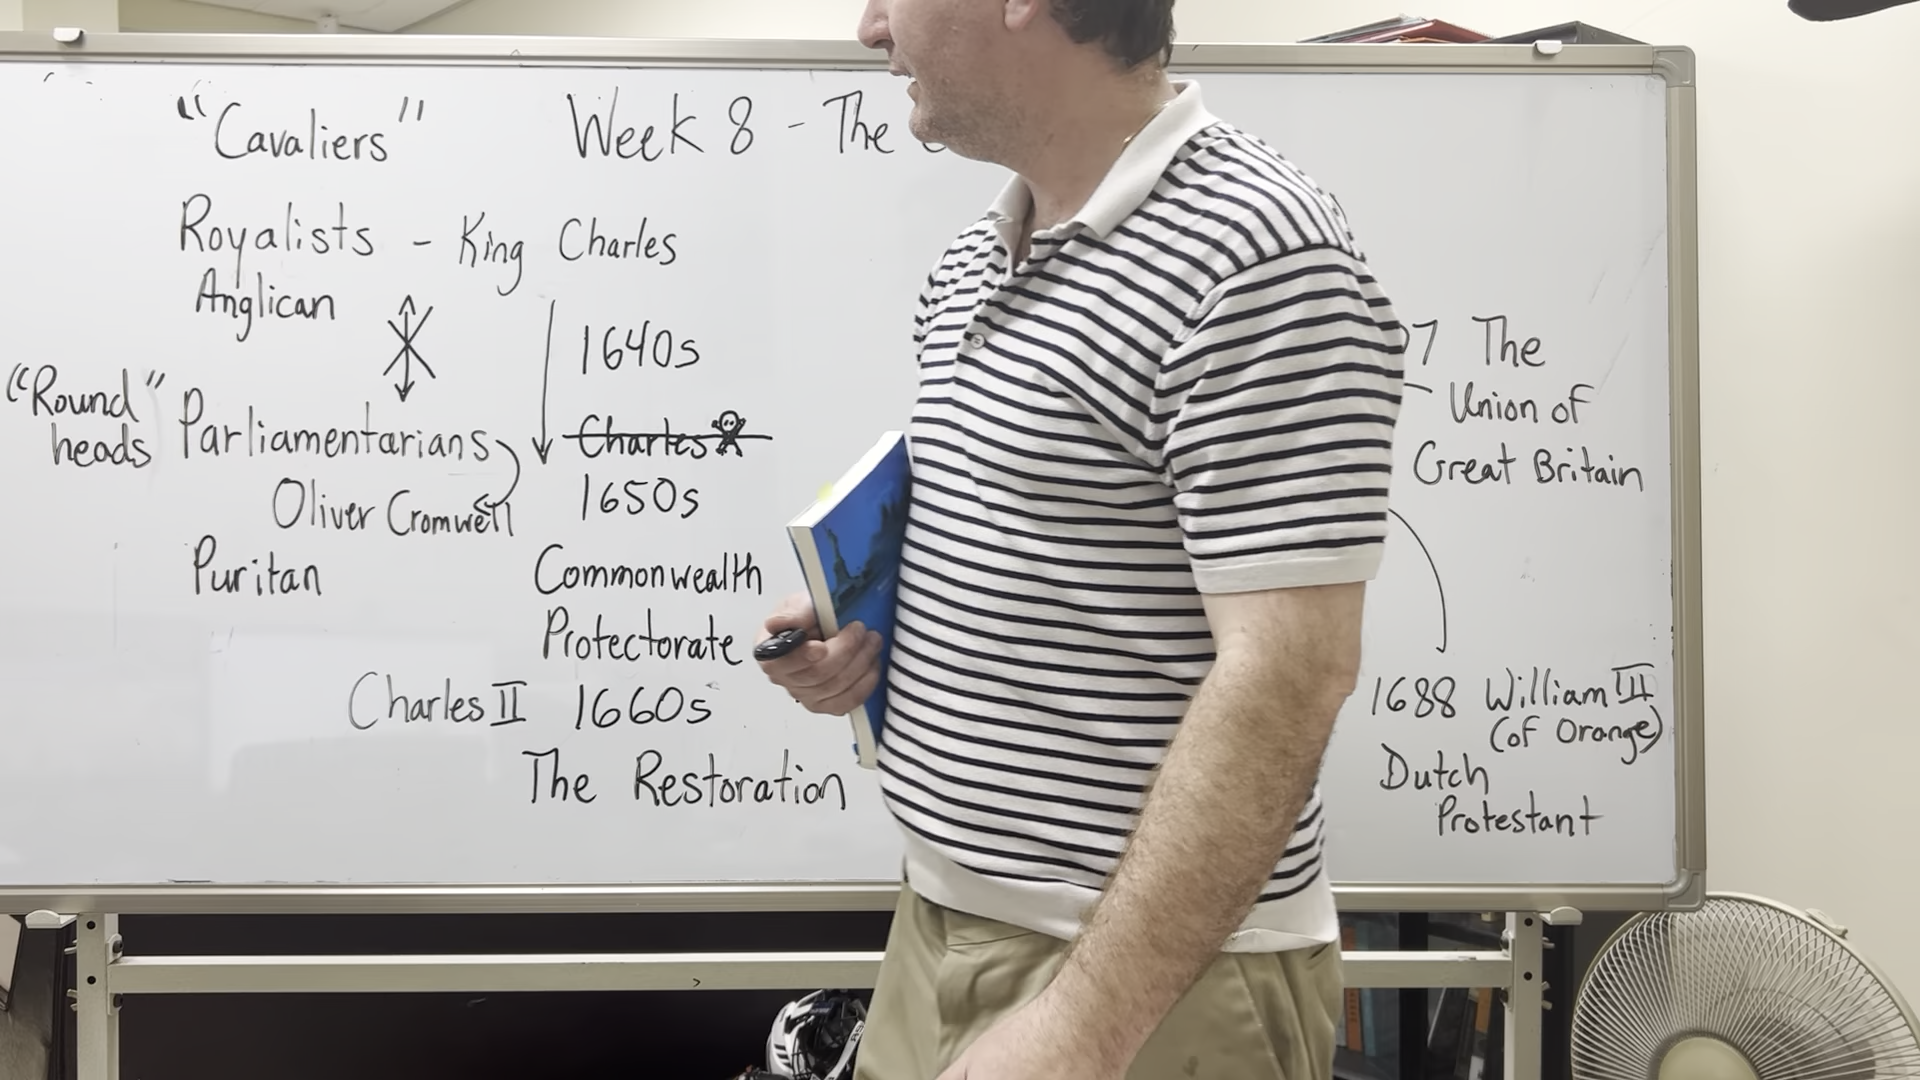 "Cavaliers"
Week 8 - The
Royalists - King Charles
Anglican
1640s
"Round
heads"
Parliamentarians
Charles
Oliver Cromwell
1650s
Puritan
Commonwealth
Protectorate
Charles II 1660s
The Restoration
07 The
Union of
Great Britain
1688 William III
(of Orange)
Dutch
Protestant